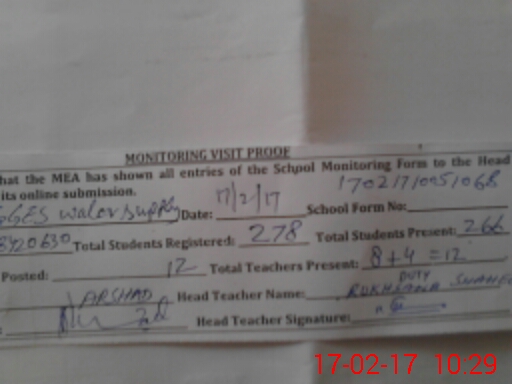 MONITORING VISIT PROOF
hat the MEA has shown all entries of the School Monitoring Form to the Head
its online submission.
GGES water supply Date: 17/2/17 School Form No: 17021710051068
3420630 Total Students Registered: 278 Total Students Present: 266
Posted: 12 Total Teachers Present: 8+4=12
DUTY
ARSHAD Head Teacher Name: RUKHSANA
Head Teacher Signature:
17-02-17 10:29